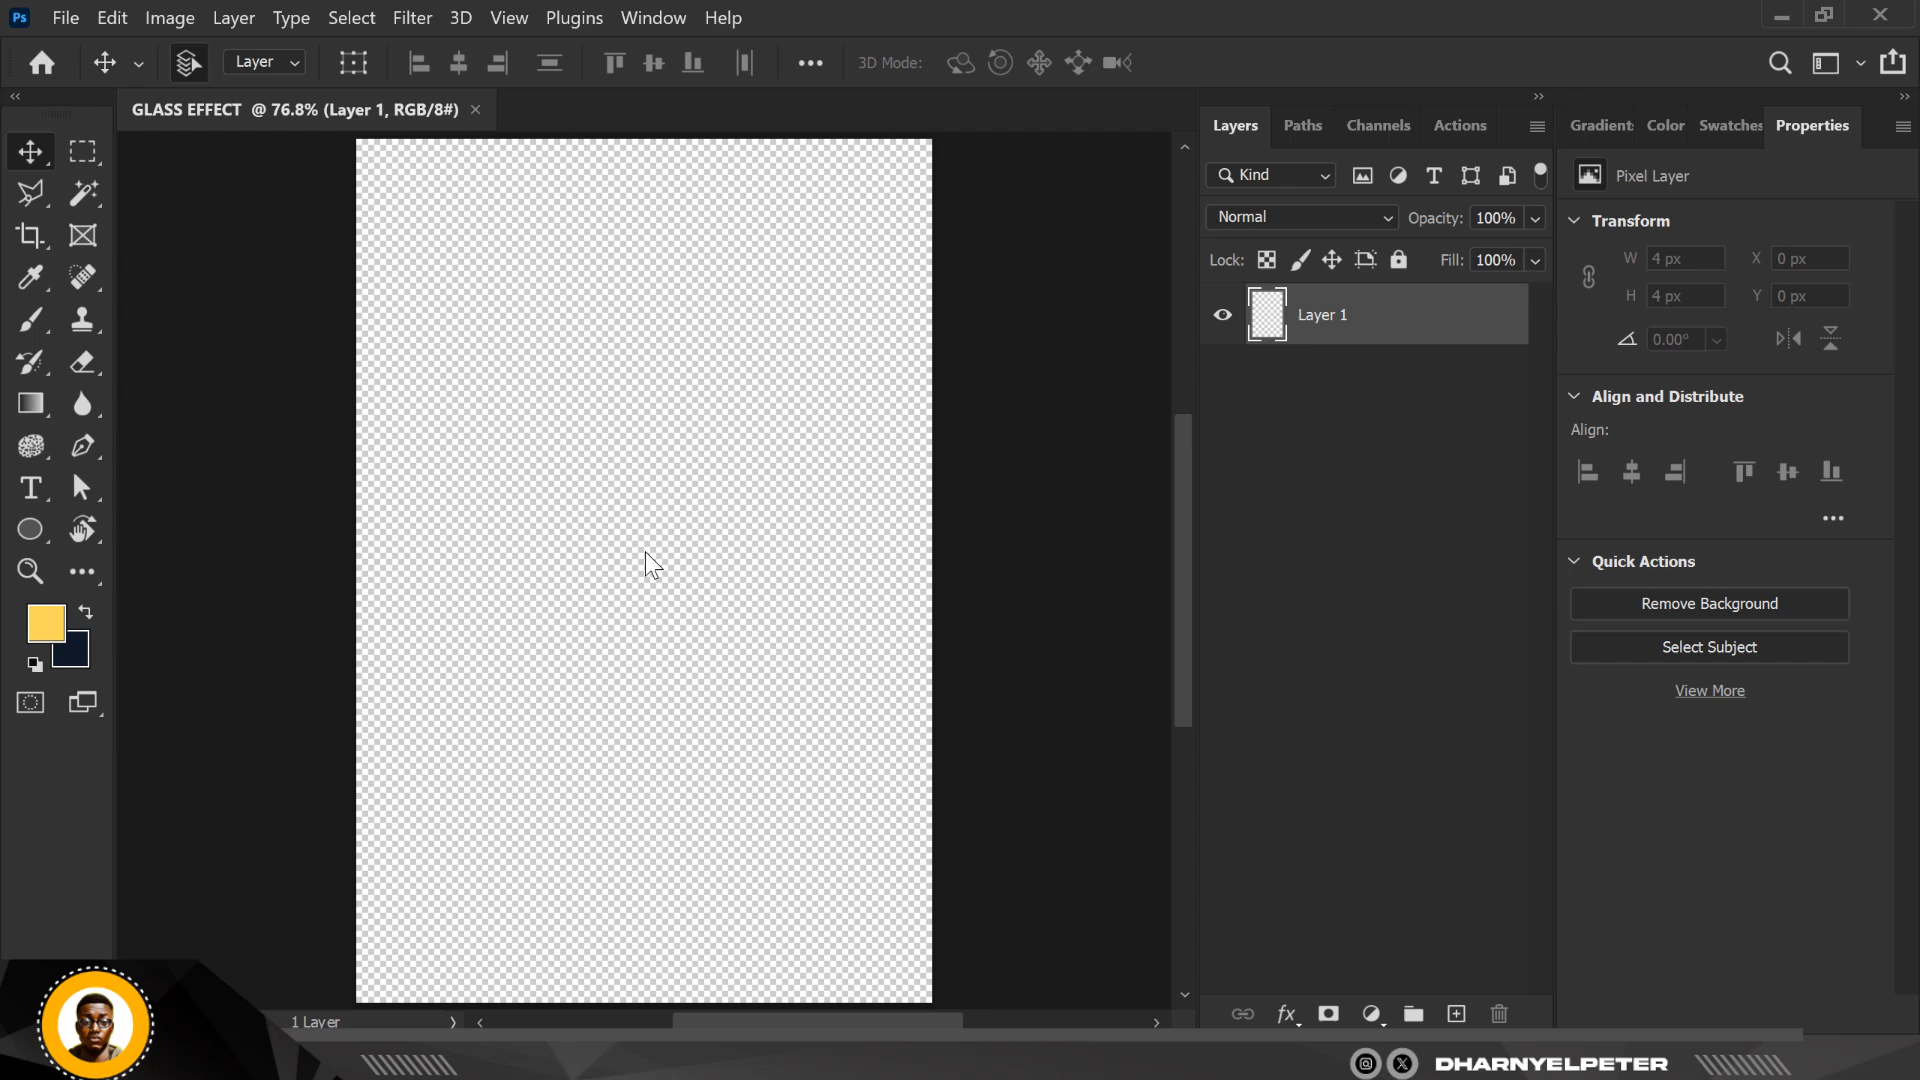 Ps File Edit Image Layer Type Select Filter 3D View Plugins Window Help
Layer 3D Mode:
GLASS EFFECT @ 76.8% (Layer 1, RGB/8#)
Layers Paths Channels Actions
Gradient Color Swatches Properties
Kind
Pixel Layer
Normal Opacity: 100%
Transform
Lock: Fill: 100%
W 4 px X 0 px
H 4 px Y 0 px
Layer 1
0.00°
Align and Distribute
Align:
Quick Actions
Remove Background
Select Subject
View More
T
fx
1 Layer
DHARNYELPETER